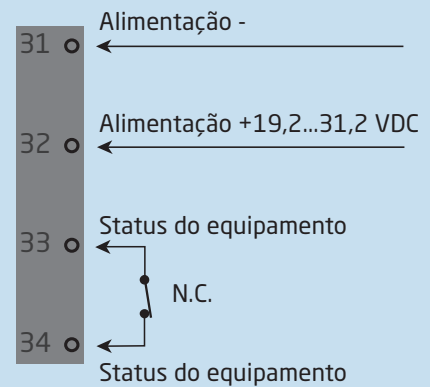 Alimentação -
31
Alimentação +19,2...31,2 VDC
32
Status do equipamento
33
N.C.
34
Status do equipamento